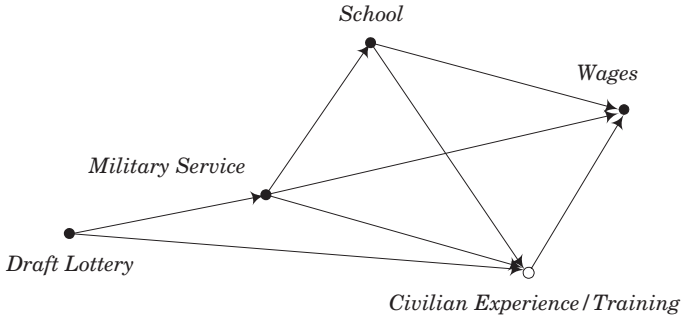 School
Wages
Military Service
Draft Lottery
Civilian Experience/Training